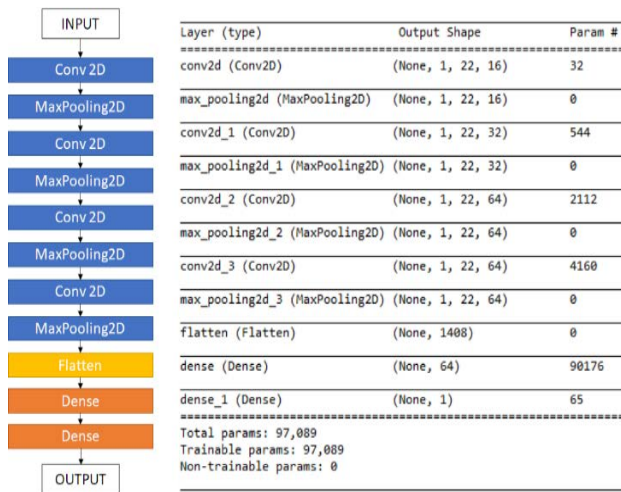 INPUT
Conv 2D
MaxPooling2D
Conv 2D
MaxPooling2D
Conv 2D
MaxPooling2D
Conv 2D
MaxPooling2D
Flatten
Dense
Dense
OUTPUT
Layer (type) Output Shape Param #
conv2d (Conv2D) (None, 1, 22, 16) 32
max_pooling2d (MaxPooling2D) (None, 1, 22, 16) 0
conv2d_1 (Conv2D) (None, 1, 22, 32) 544
max_pooling2d_1 (MaxPooling2D) (None, 1, 22, 32) 0
conv2d_2 (Conv2D) (None, 1, 22, 64) 2112
max_pooling2d_2 (MaxPooling2D) (None, 1, 22, 64) 0
conv2d_3 (Conv2D) (None, 1, 22, 64) 4160
max_pooling2d_3 (MaxPooling2D) (None, 1, 22, 64) 0
flatten (Flatten) (None, 1408) 0
dense (Dense) (None, 64) 90176
dense_1 (Dense) (None, 1) 65
Total params: 97,089
Trainable params: 97,089
Non-trainable params: 0